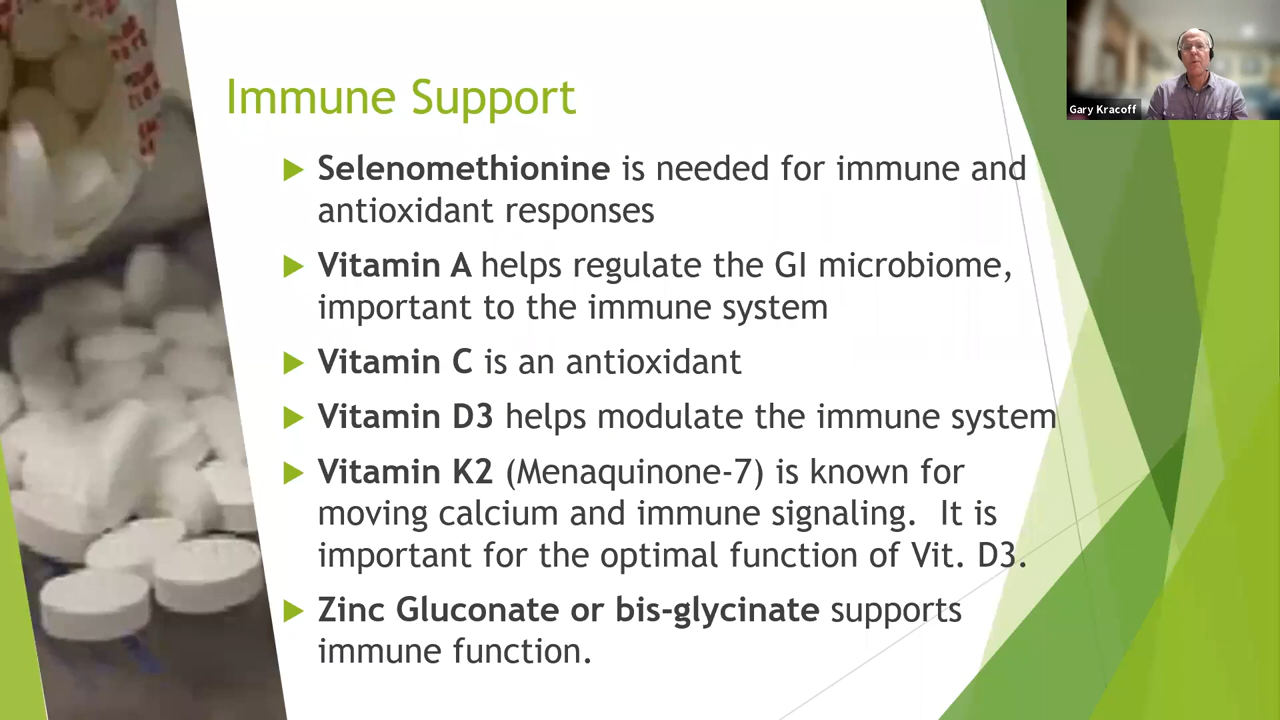 Immune Support
Selenomethionine is needed for immune and
antioxidant responses
Vitamin A helps regulate the GI microbiome,
important to the immune system
Vitamin C is an antioxidant
Vitamin D3 helps modulate the immune system
Vitamin K2 (Menaquinone-7) is known for
moving calcium and immune signaling.  It is
important for the optimal function of Vit. D3.
Zinc Gluconate or bis-glycinate supports
immune function.
Gary Kracoff